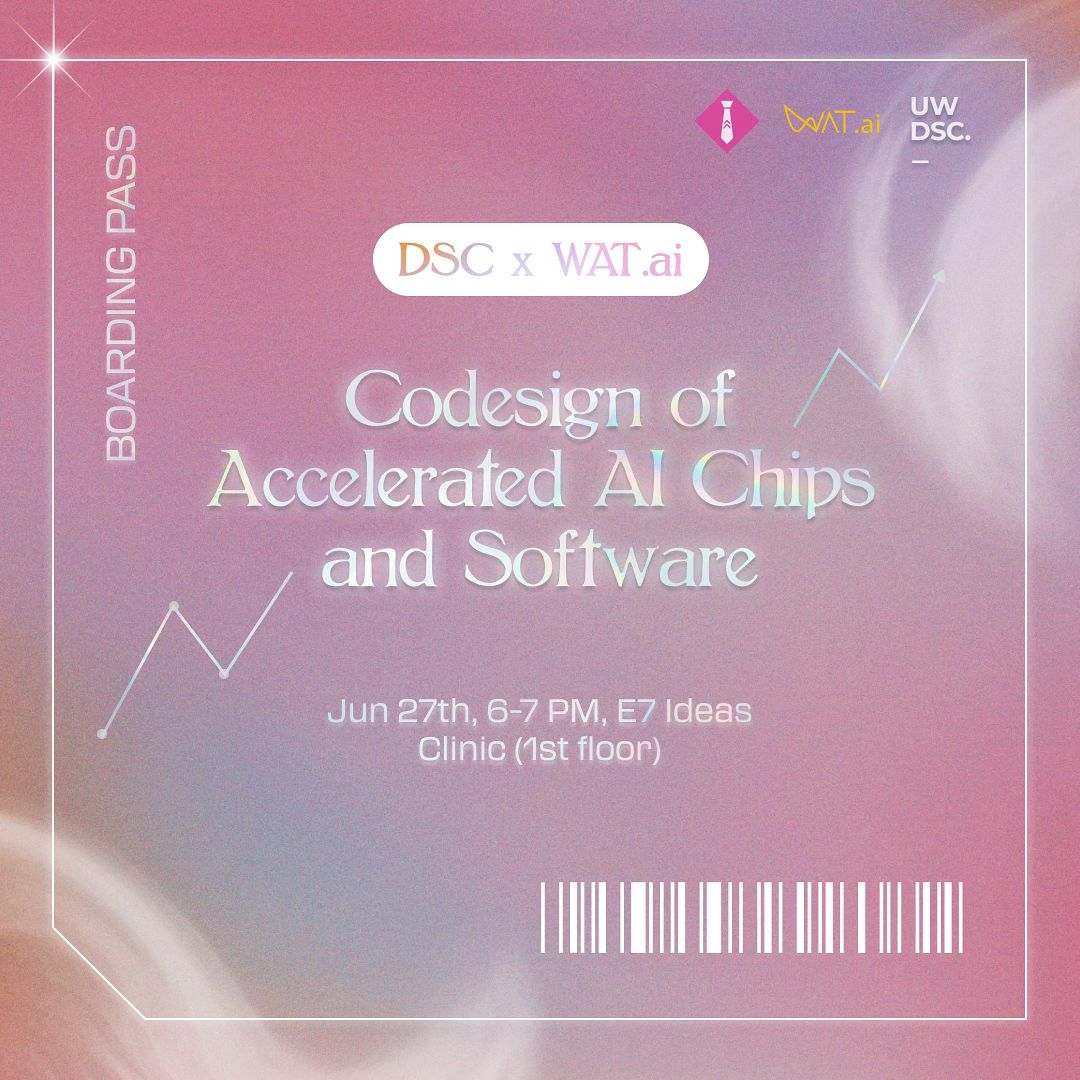 BOARDING PASS
WAT.ai
UW
DSC.
DSC x WAT.ai
Codesign of
Accelerated AI Chips
and Software
Jun 27th, 6-7 PM, E7 Ideas
Clinic (1st floor)